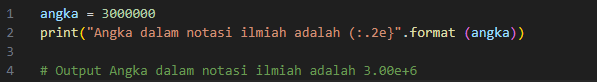 1 angka = 3000000
2 print("Angka dalam notasi ilmiah adalah (:.2e}".format (angka))
3
4 # Output Angka dalam notasi ilmiah adalah 3.00e+6